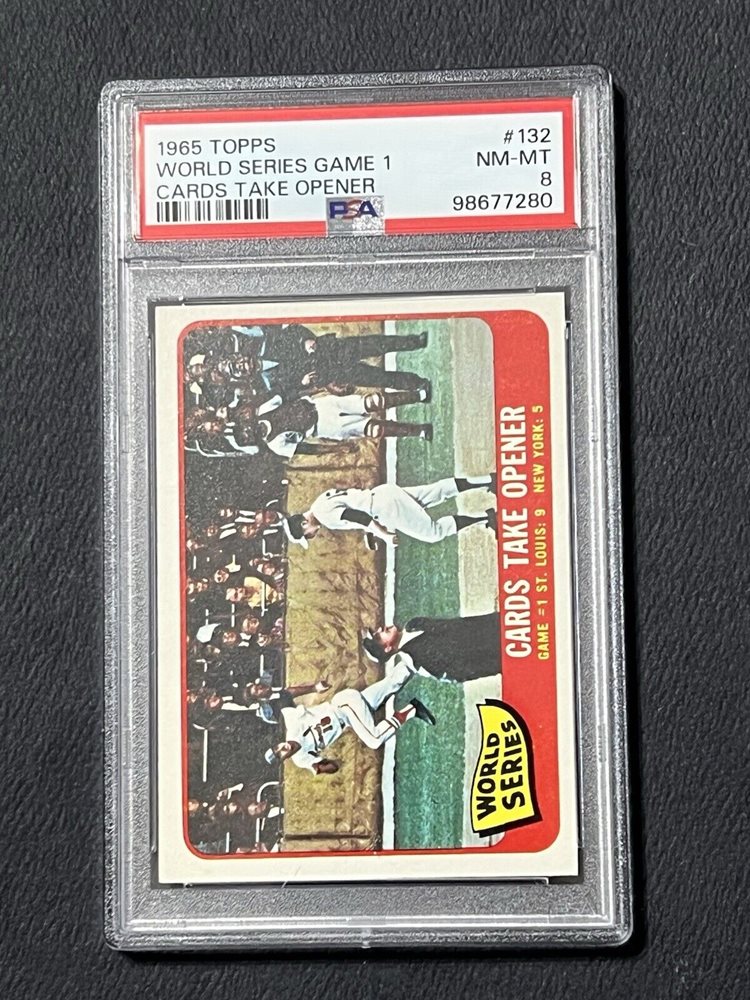 1965 TOPPS #132
WORLD SERIES GAME 1 NM-MT
CARDS TAKE OPENER 8
PSA 98677280
CARDS TAKE OPENER
GAME #1 ST. LOUIS: 9 NEW YORK: 5
WORLD
SERIES